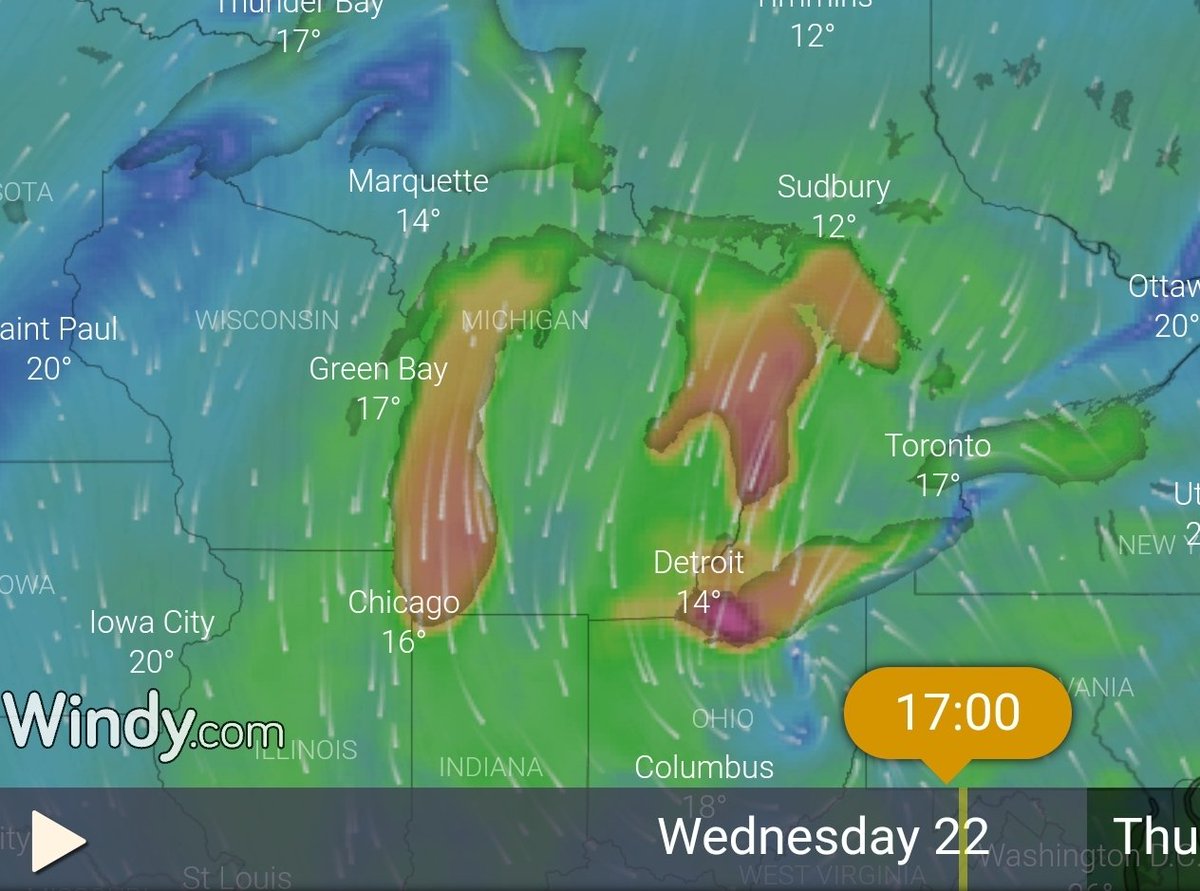 Thunder Bay
17°
Timmins
12°
SOTA
Marquette
14°
Sudbury
12°
Ottaw
20°
WISCONSIN
MICHIGAN
aint Paul
20°
Green Bay
17°
Toronto
17°
Ut
2
NEW Y
Detroit
14°
OWA
Chicago
16°
Iowa City
20°
VANIA
Windy.com
17:00
OHIO
ILLINOIS
INDIANA
Columbus
18°
Wednesday 22
Thu
ity
Washington D.C.
St Louis
WEST VIRGINIA